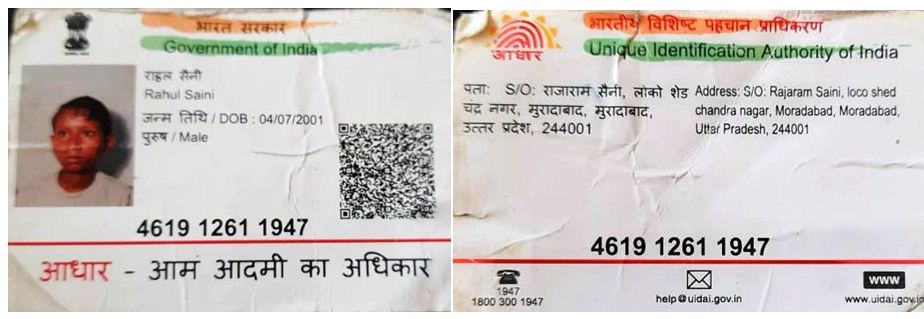 भारत सरकार
Government of India
राहुल सैनी
Rahul Saini
जन्म तिथि / DOB : 04/07/2001
पुरुष / Male
4619 1261 1947
आधार - आम आदमी का अधिकार
भारतीय विशिष्ट पहचान प्राधिकरण
Unique Identification Authority of India
आधार
पता: S/O: राजाराम सैनी, लोको शेड
चंद्र नगर, मुरादाबाद, मुरादाबाद,
उत्तर प्रदेश, 244001
Address: S/O: Rajaram Saini, loco shed
chandra nagar, Moradabad, Moradabad,
Uttar Pradesh, 244001
4619 1261 1947
1947
1800 300 1947
help@uidai.gov.in
www
www.uidai.gov.in